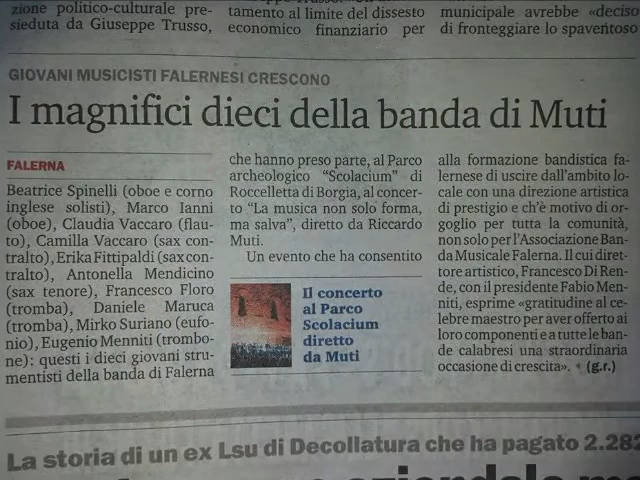 zione politico-culturale pre-
sieduta da Giuseppe Trusso,
tamento al limite del dissesto
economico finanziario per
municipale avrebbe «deciso
di fronteggiare lo spaventoso
GIOVANI MUSICISTI FALERNESI CRESCONO
I magnifici dieci della banda di Muti
FALERNA
Beatrice Spinelli (oboe e corno
inglese solisti), Marco Ianni
(oboe), Claudia Vaccaro (flau-
to), Camilla Vaccaro (sax con-
tralto), Erika Fittipaldi (sax con-
tralto), Antonella Mendicino
(sax tenore), Francesco Floro
(tromba), Daniele Maruca
(tromba), Mirko Suriano (eufo-
nio), Eugenio Menniti (trombo-
ne): questi i dieci giovani stru-
mentisti della banda di Falerna
che hanno preso parte, al Parco
archeologico "Scolacium" di
Roccelletta di Borgia, al concer-
to "La musica non solo forma,
ma salva", diretto da Riccardo
Muti.
Un evento che ha consentito
Il concerto
al Parco
Scolacium
diretto
da Muti
alla formazione bandistica fa-
lernese di uscire dall'ambito lo-
cale con una direzione artistica
di prestigio e ch'è motivo di or-
goglio per tutta la comunità,
non solo per l'Associazione Ban-
da Musicale Falerna. Il cui diret-
tore artistico, Francesco Di Ren-
de, con il presidente Fabio Men-
niti, esprime «gratitudine al ce-
lebre maestro per aver offerto ai
loro componenti e a tutte le ban-
de calabresi una straordinaria
occasione di crescita». • (g.r.)
La storia di un ex Lsu di Decollatura che ha pagato 2.282